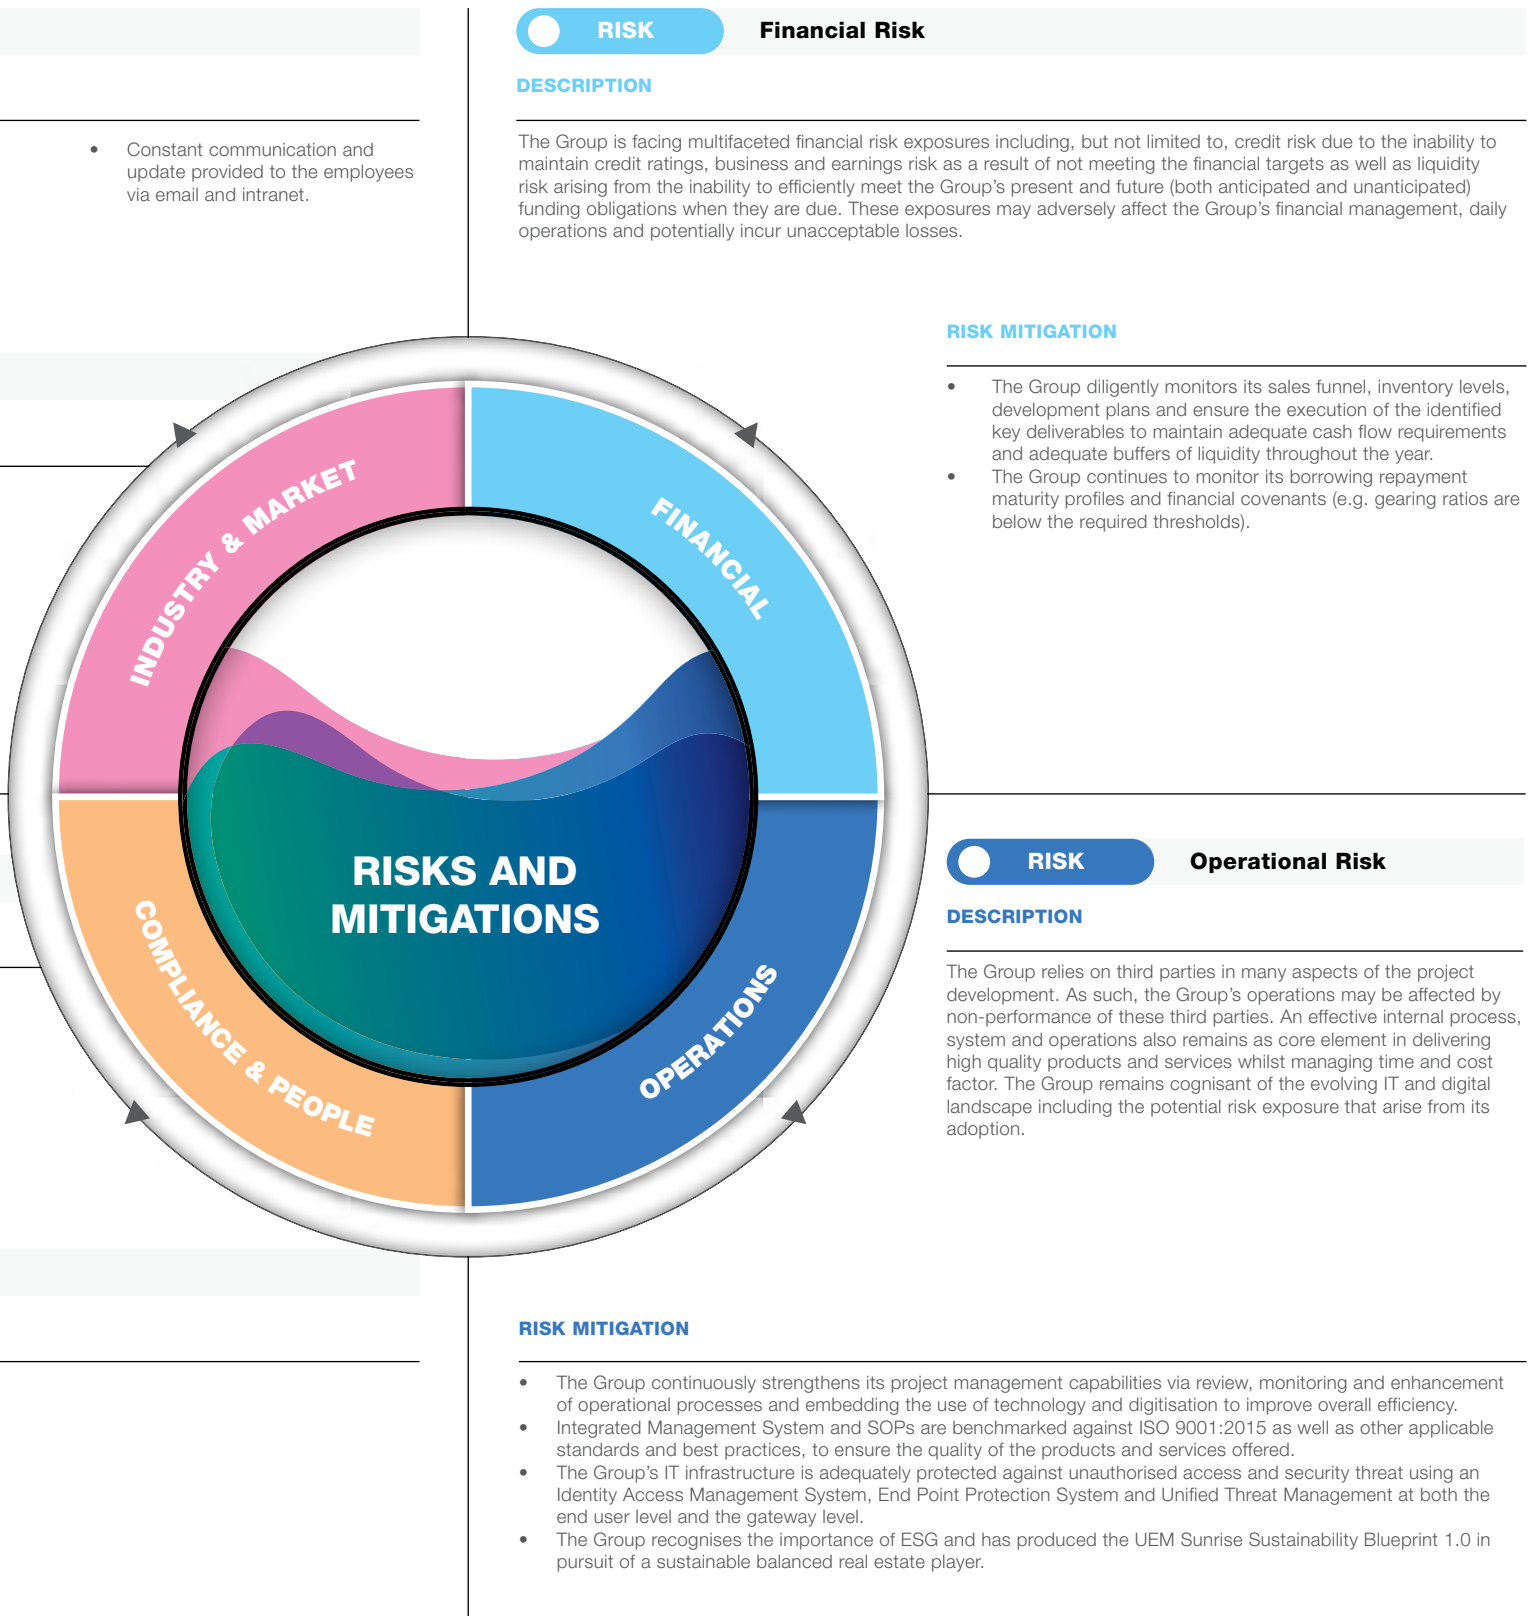 • Constant communication and
update provided to the employees
via email and intranet.
RISK
Financial Risk
DESCRIPTION
The Group is facing multifaceted financial risk exposures including, but not limited to, credit risk due to the inability to
maintain credit ratings, business and earnings risk as a result of not meeting the financial targets as well as liquidity
risk arising from the inability to efficiently meet the Group’s present and future (both anticipated and unanticipated)
funding obligations when they are due. These exposures may adversely affect the Group’s financial management, daily
operations and potentially incur unacceptable losses.
RISK MITIGATION
• The Group diligently monitors its sales funnel, inventory levels,
development plans and ensure the execution of the identified
key deliverables to maintain adequate cash flow requirements
and adequate buffers of liquidity throughout the year.
• The Group continues to monitor its borrowing repayment
maturity profiles and financial covenants (e.g. gearing ratios are
below the required thresholds).
INDUSTRY & MARKET
FINANCIAL
RISKS AND
MITIGATIONS
COMPLIANCE & PEOPLE
OPERATIONS
RISK
Operational Risk
DESCRIPTION
The Group relies on third parties in many aspects of the project
development. As such, the Group’s operations may be affected by
non-performance of these third parties. An effective internal process,
system and operations also remains as core element in delivering
high quality products and services whilst managing time and cost
factor. The Group remains cognisant of the evolving IT and digital
landscape including the potential risk exposure that arise from its
adoption.
RISK MITIGATION
• The Group continuously strengthens its project management capabilities via review, monitoring and enhancement
of operational processes and embedding the use of technology and digitisation to improve overall efficiency.
• Integrated Management System and SOPs are benchmarked against ISO 9001:2015 as well as other applicable
standards and best practices, to ensure the quality of the products and services offered.
• The Group’s IT infrastructure is adequately protected against unauthorised access and security threat using an
Identity Access Management System, End Point Protection System and Unified Threat Management at both the
end user level and the gateway level.
• The Group recognises the importance of ESG and has produced the UEM Sunrise Sustainability Blueprint 1.0 in
pursuit of a sustainable balanced real estate player.